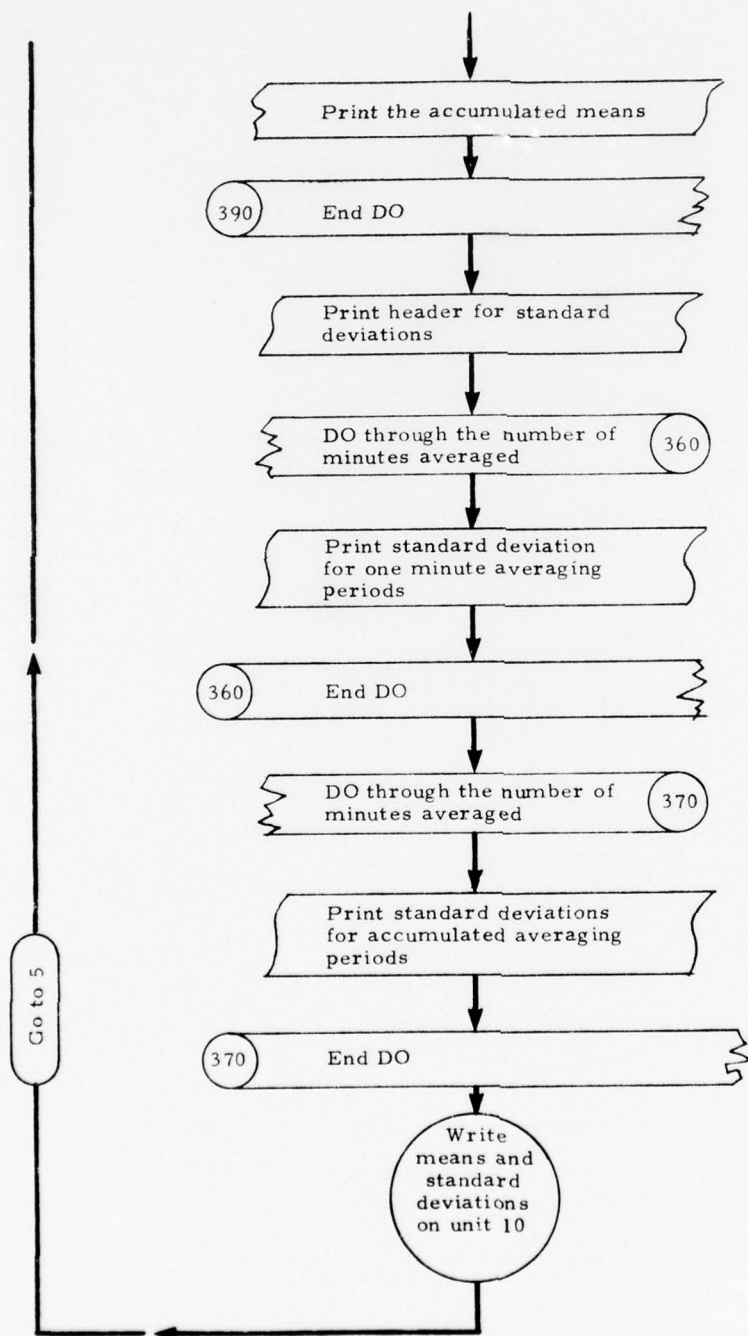 Print the accumulated means
390
End DO
Print header for standard
deviations
DO through the number of
minutes averaged
360
Print standard deviation
for one minute averaging
periods
360
End DO
DO through the number of
minutes averaged
370
Print standard deviations
for accumulated averaging
periods
Go to 5
370
End DO
Write
means and
standard
deviations
on unit 10